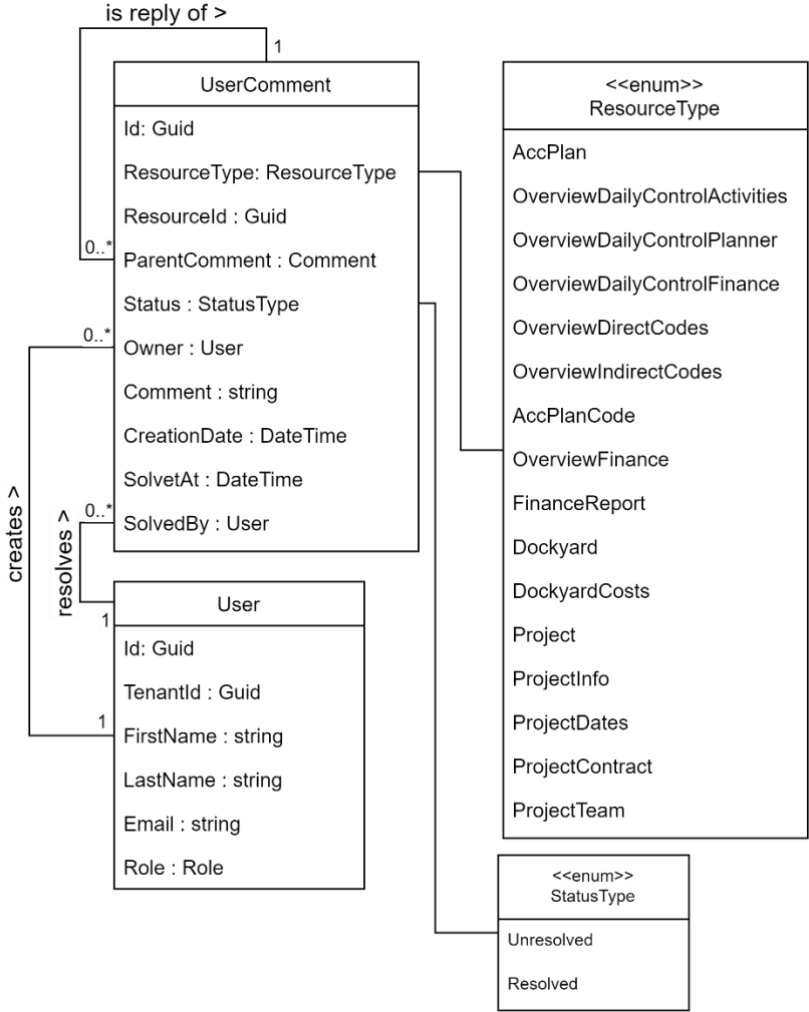 is reply of >
1
UserComment
Id: Guid
ResourceType: ResourceType
ResourceId : Guid
0..*
ParentComment : Comment
Status : StatusType
0..*
Owner : User
Comment : string
CreationDate : DateTime
SolvetAt : DateTime
0..*
SolvedBy : User
creates >
resolves >
User
1
Id: Guid
TenantId : Guid
1
FirstName : string
LastName : string
Email : string
Role : Role
<<enum>>
ResourceType
AccPlan
OverviewDailyControlActivities
OverviewDailyControlPlanner
OverviewDailyControlFinance
OverviewDirectCodes
OverviewIndirectCodes
AccPlanCode
OverviewFinance
FinanceReport
Dockyard
DockyardCosts
Project
ProjectInfo
ProjectDates
ProjectContract
ProjectTeam
<<enum>>
StatusType
Unresolved
Resolved